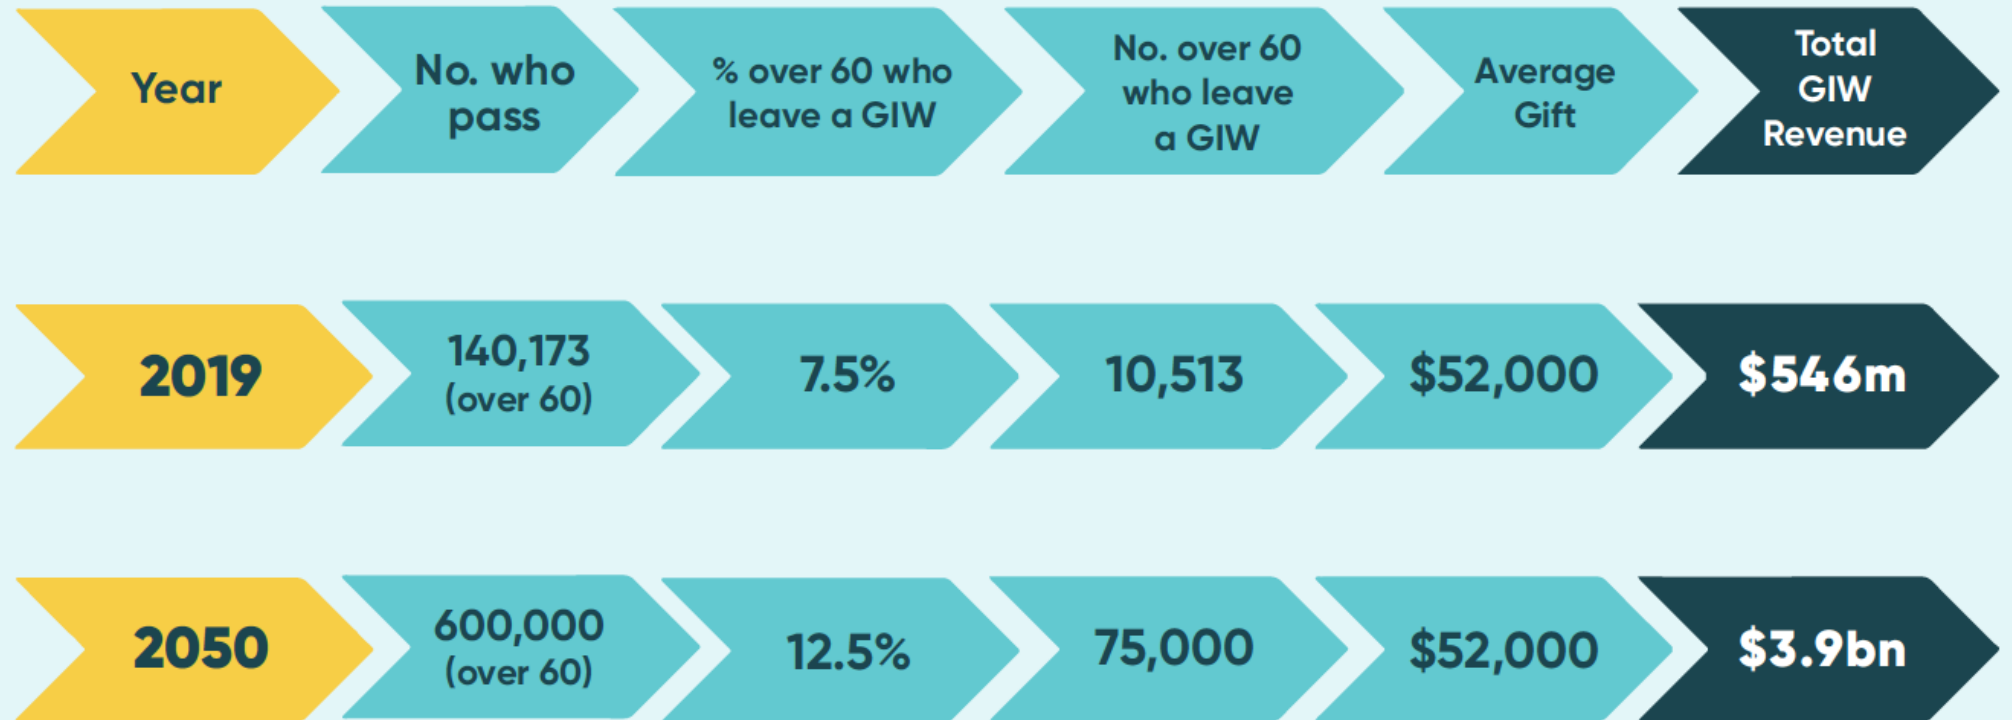 Year
No. who
pass
% over 60 who
leave a GIW
No. over 60
who leave
a GIW
Average
Gift
Total
GIW
Revenue
2019
140,173
(over 60)
7.5%
10,513
$52,000
$546m
2050
600,000
(over 60)
12.5%
75,000
$52,000
$3.9bn